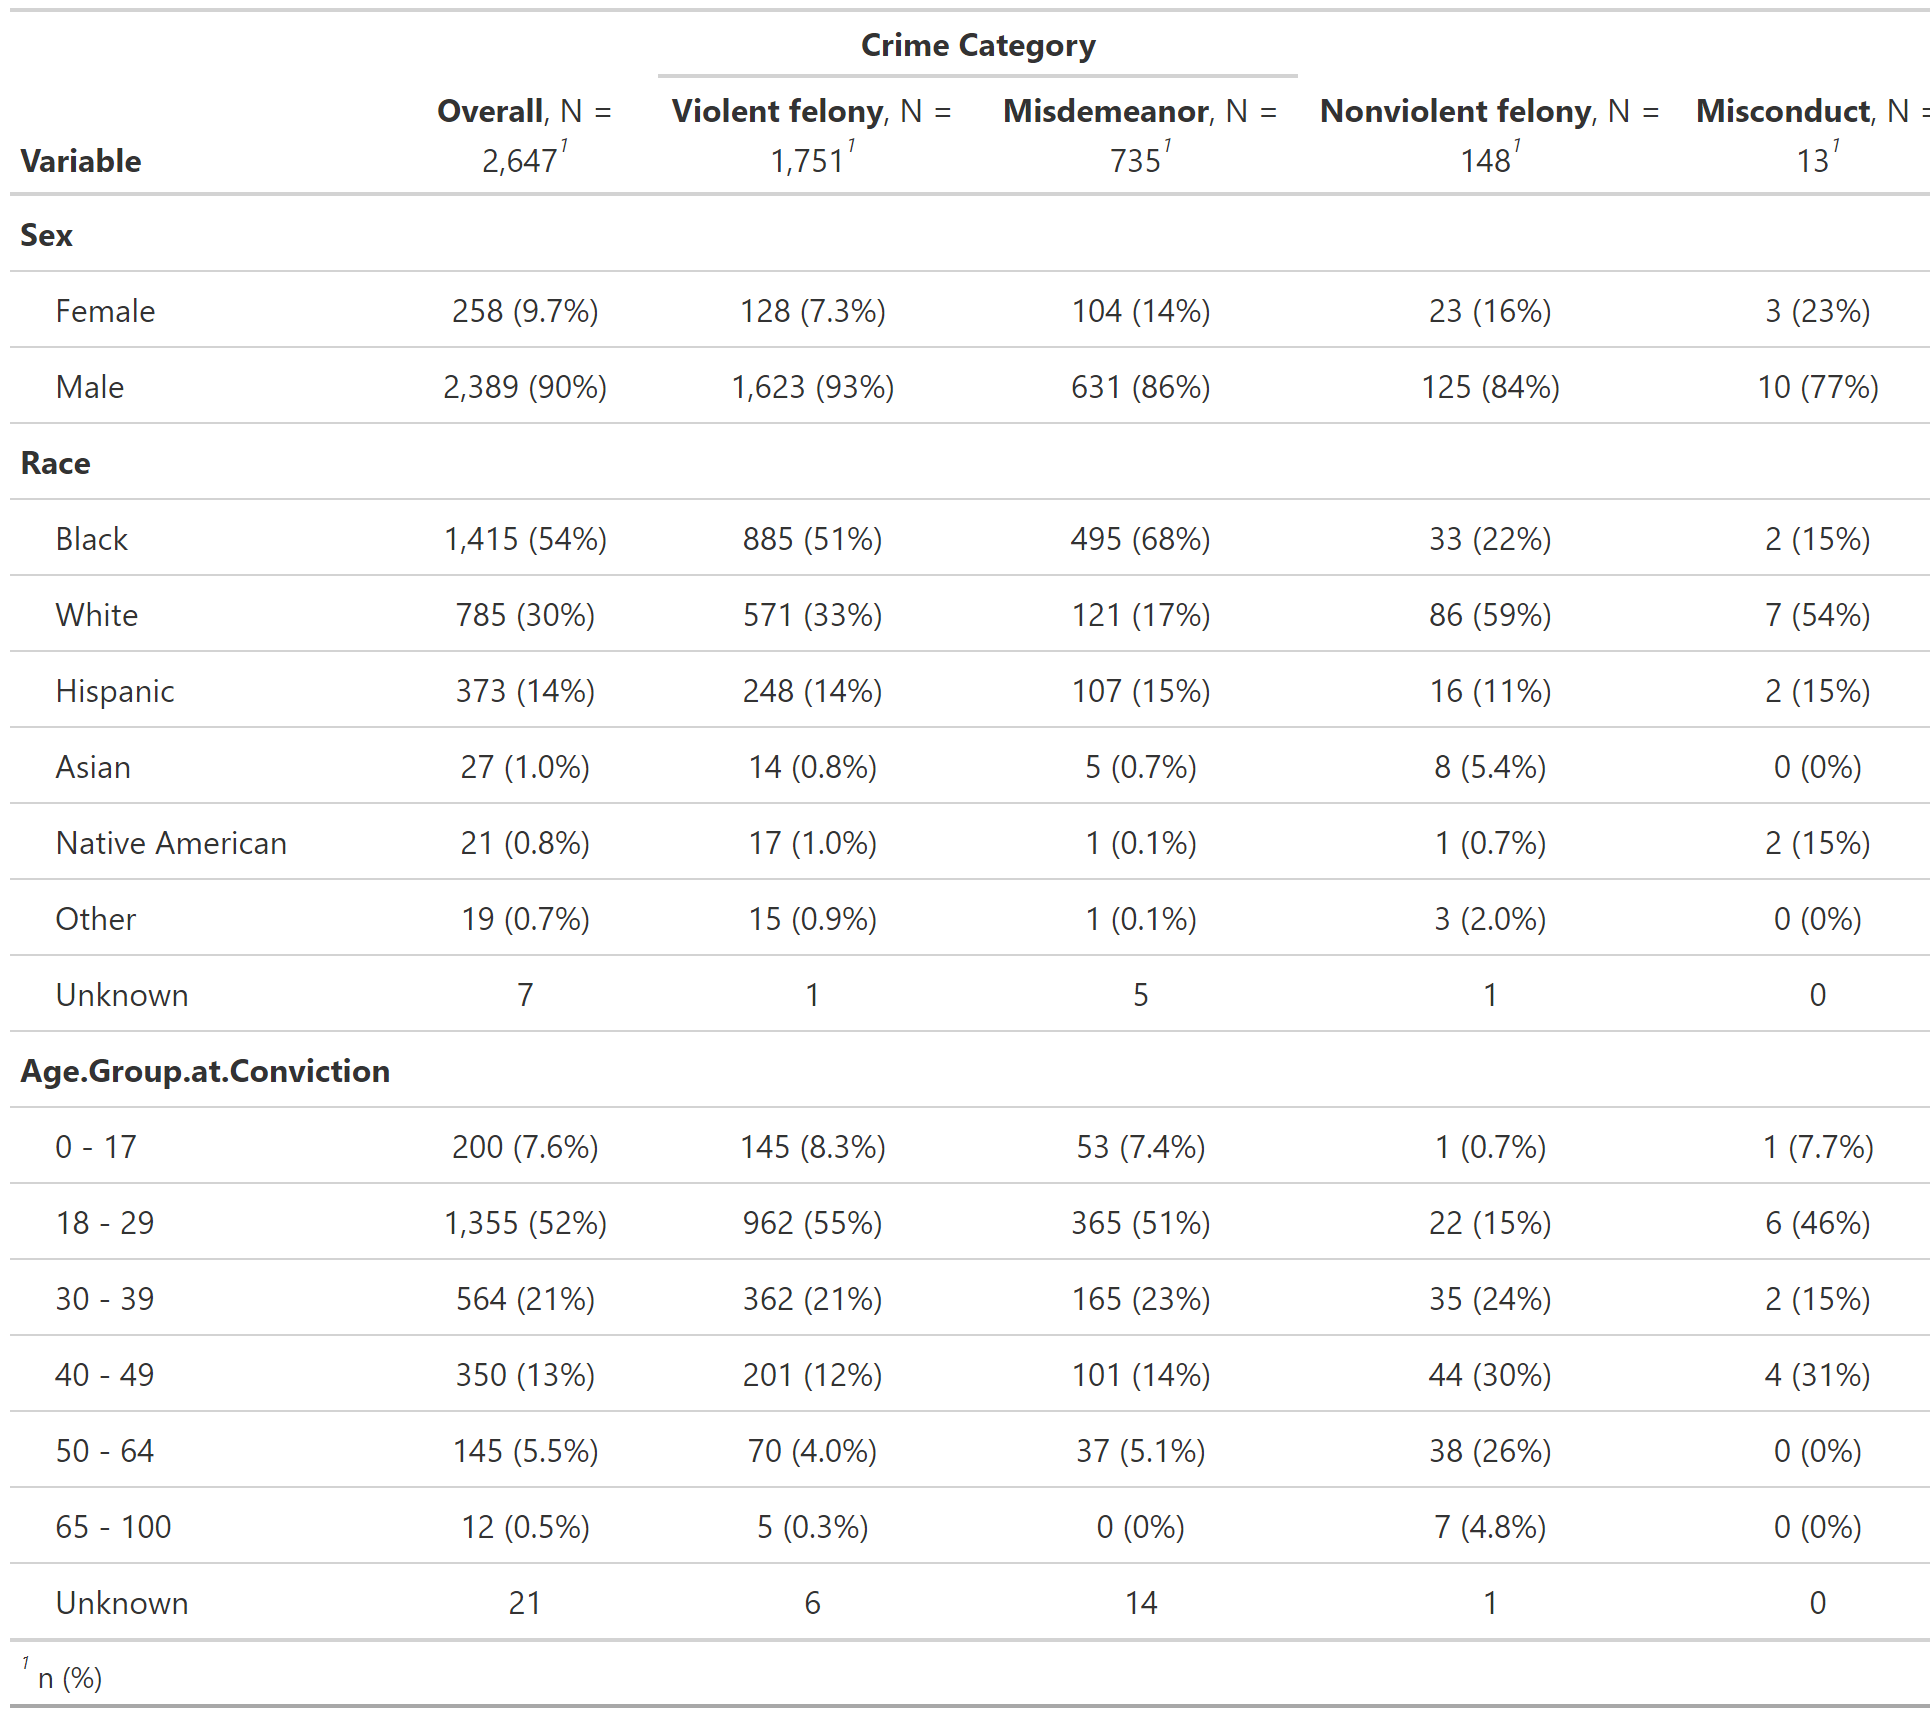 Crime Category
Variable Overall, N = 2,647¹ Violent felony, N = 1,751¹ Misdemeanor, N = 735¹ Nonviolent felony, N = 148¹ Misconduct, N = 13¹
Sex
Female 258 (9.7%) 128 (7.3%) 104 (14%) 23 (16%) 3 (23%)
Male 2,389 (90%) 1,623 (93%) 631 (86%) 125 (84%) 10 (77%)
Race
Black 1,415 (54%) 885 (51%) 495 (68%) 33 (22%) 2 (15%)
White 785 (30%) 571 (33%) 121 (17%) 86 (59%) 7 (54%)
Hispanic 373 (14%) 248 (14%) 107 (15%) 16 (11%) 2 (15%)
Asian 27 (1.0%) 14 (0.8%) 5 (0.7%) 8 (5.4%) 0 (0%)
Native American 21 (0.8%) 17 (1.0%) 1 (0.1%) 1 (0.7%) 2 (15%)
Other 19 (0.7%) 15 (0.9%) 1 (0.1%) 3 (2.0%) 0 (0%)
Unknown 7 1 5 1 0
Age.Group.at.Conviction
0 - 17 200 (7.6%) 145 (8.3%) 53 (7.4%) 1 (0.7%) 1 (7.7%)
18 - 29 1,355 (52%) 962 (55%) 365 (51%) 22 (15%) 6 (46%)
30 - 39 564 (21%) 362 (21%) 165 (23%) 35 (24%) 2 (15%)
40 - 49 350 (13%) 201 (12%) 101 (14%) 44 (30%) 4 (31%)
50 - 64 145 (5.5%) 70 (4.0%) 37 (5.1%) 38 (26%) 0 (0%)
65 - 100 12 (0.5%) 5 (0.3%) 0 (0%) 7 (4.8%) 0 (0%)
Unknown 21 6 14 1 0
¹ n (%)